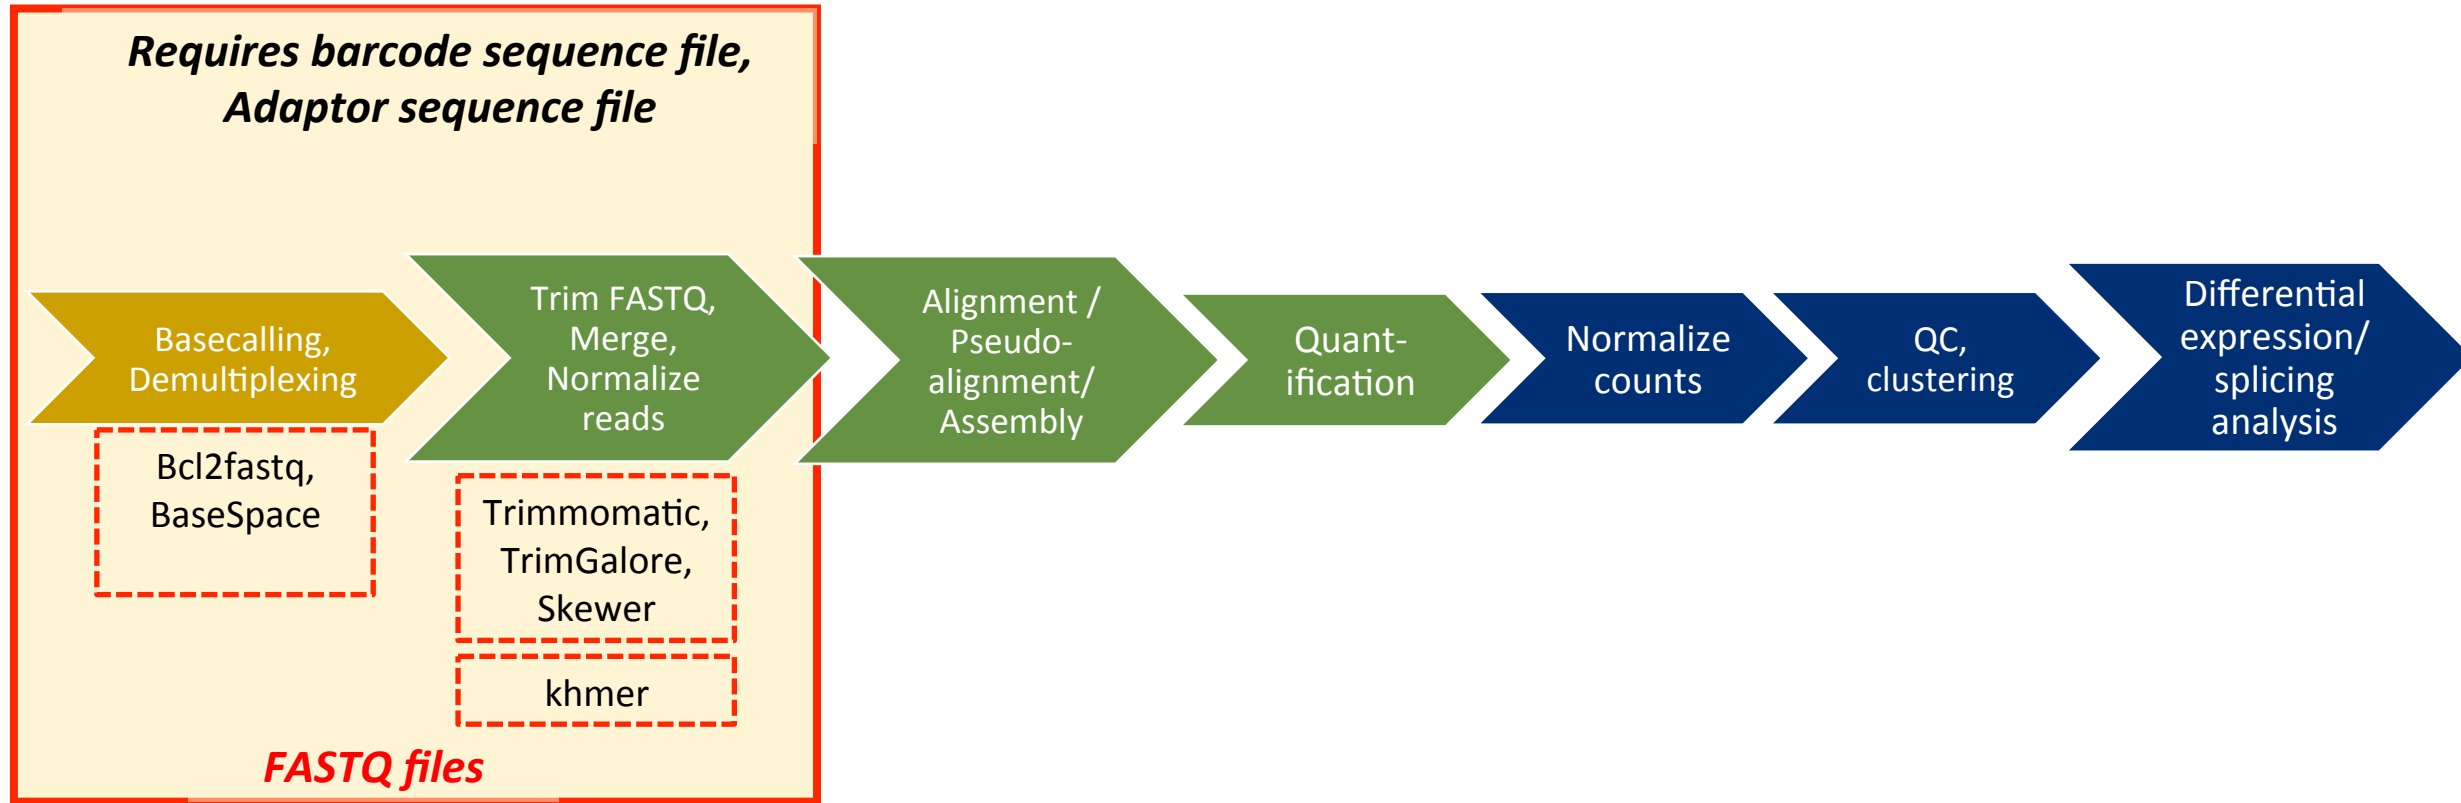 Requires barcode sequence file,
Adaptor sequence file
Basecalling,
Demultiplexing
Trim FASTQ,
Merge,
Normalize
reads
Alignment /
Pseudo-
alignment/
Assembly
Quant-
ification
Normalize
counts
QC,
clustering
Differential
expression/
splicing
analysis
Bcl2fastq,
BaseSpace
Trimmomatic,
TrimGalore,
Skewer
khmer
FASTQ files